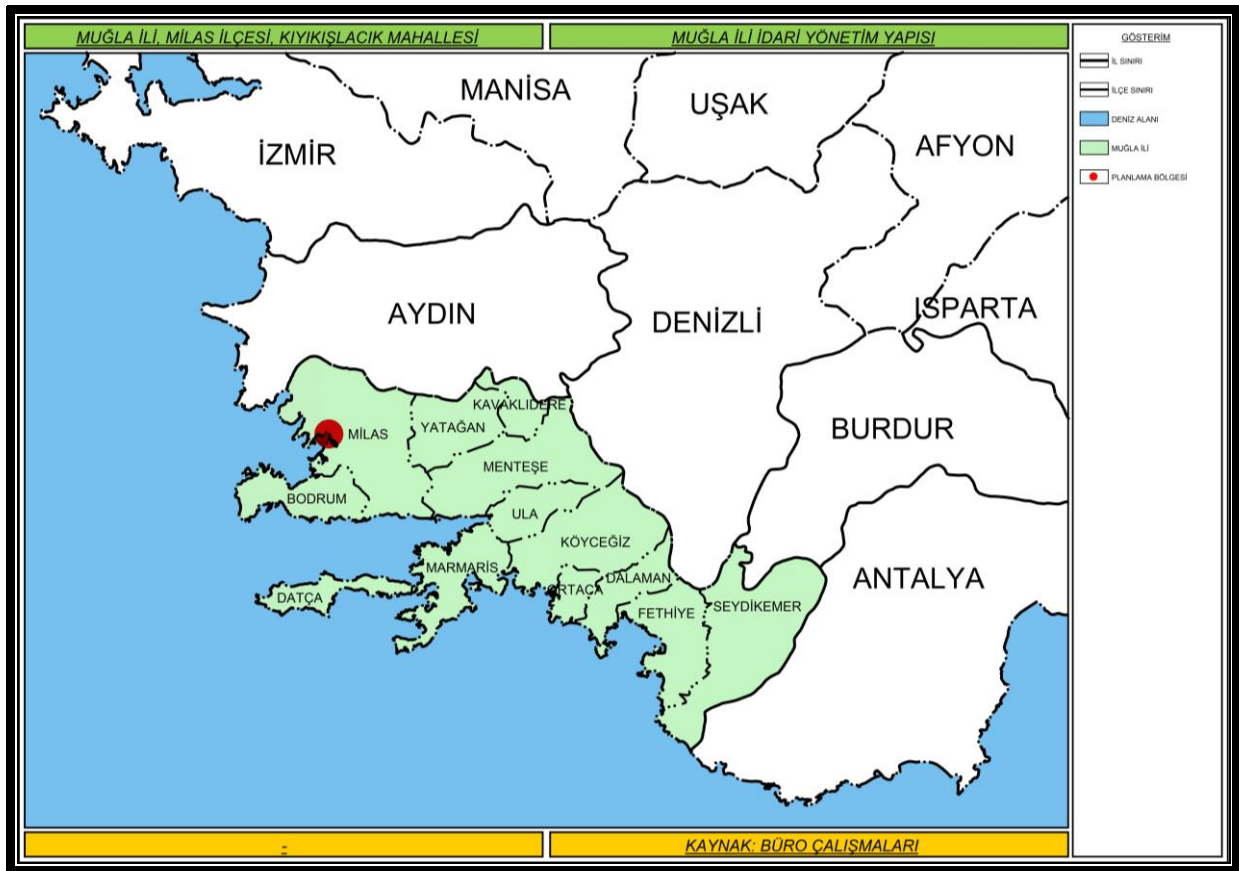 MUĞLA İLİ, MİLAS İLÇESİ, KIYIKIŞLACIK MAHALLESİ
MUĞLA İLİ İDARİ YÖNETİM YAPISI
GÖSTERİM
İL SINIRI
İLÇE SINIRI
DENİZ ALANI
MUĞLA İLİ
PLANLAMA BÖLGESİ
MANİSA
UŞAK
AFYON
İZMİR
ISPARTA
AYDIN
DENİZLİ
KAVAKLIDERE
YATAĞAN
MİLAS
BURDUR
MENTEŞE
BODRUM
ULA
KÖYCEĞİZ
MARMARİS
DALAMAN
ORTACA
ANTALYA
DATÇA
FETHİYE
SEYDİKEMER
-
KAYNAK: BÜRO ÇALIŞMALARI